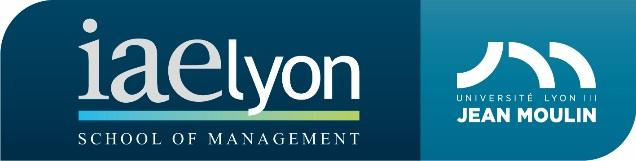 iaelyon
SCHOOL OF MANAGEMENT
UNIVERSITÉ LYON III
JEAN MOULIN